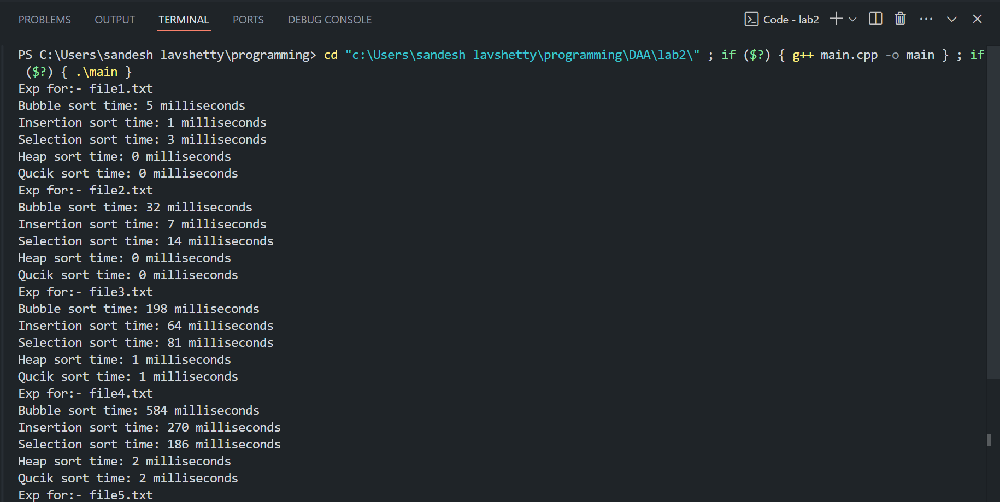 PROBLEMS OUTPUT TERMINAL PORTS DEBUG CONSOLE Code - lab2
PS C:\Users\sandesh lavshetty\programming> cd "c:\Users\sandesh lavshetty\programming\DAA\lab2\" ; if ($?) { g++ main.cpp -o main } ; if
($?) { .\main }
Exp for:- file1.txt
Bubble sort time: 5 milliseconds
Insertion sort time: 1 milliseconds
Selection sort time: 3 milliseconds
Heap sort time: 0 milliseconds
Qucik sort time: 0 milliseconds
Exp for:- file2.txt
Bubble sort time: 32 milliseconds
Insertion sort time: 7 milliseconds
Selection sort time: 14 milliseconds
Heap sort time: 0 milliseconds
Qucik sort time: 0 milliseconds
Exp for:- file3.txt
Bubble sort time: 198 milliseconds
Insertion sort time: 64 milliseconds
Selection sort time: 81 milliseconds
Heap sort time: 1 milliseconds
Qucik sort time: 1 milliseconds
Exp for:- file4.txt
Bubble sort time: 584 milliseconds
Insertion sort time: 270 milliseconds
Selection sort time: 186 milliseconds
Heap sort time: 2 milliseconds
Qucik sort time: 2 milliseconds
Exp for:- file5.txt